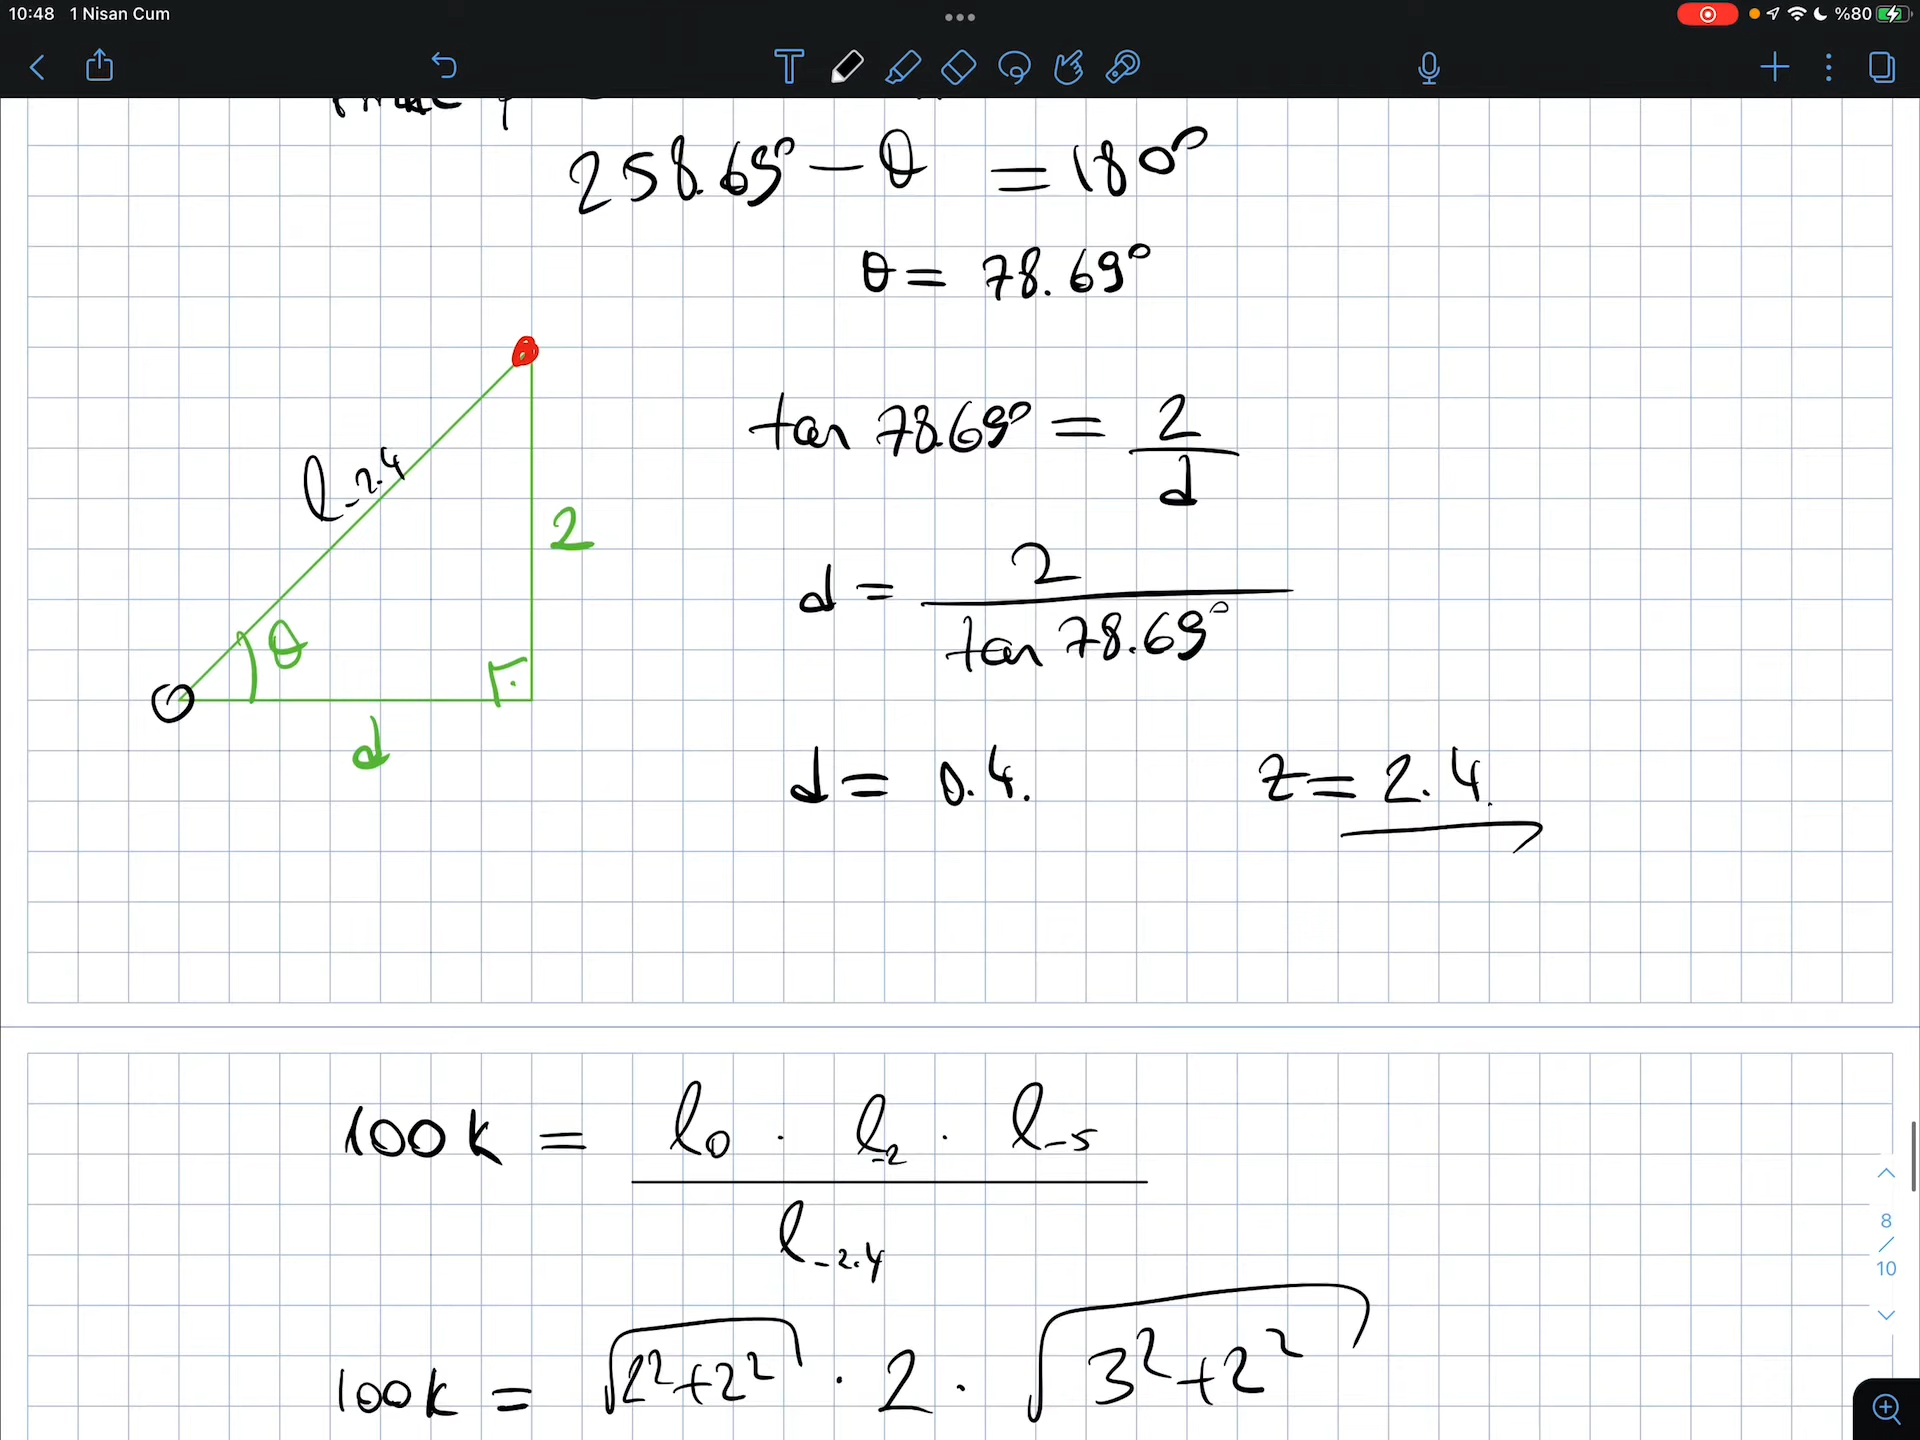 10:48 1 Nisan Cum
%80
258.69° − θ = 180°
θ = 78.69°
tan 78.69° = 2/d
l₋₂.₄
2
d = 2/tan 78.69°
θ
d
d = 0.4. z = 2.4.
100k = l₀ · l₋₂ · l₋₅
l₋₂.₄
8
/
10
100k = √(2²+2²) · 2 · √(3²+2²)